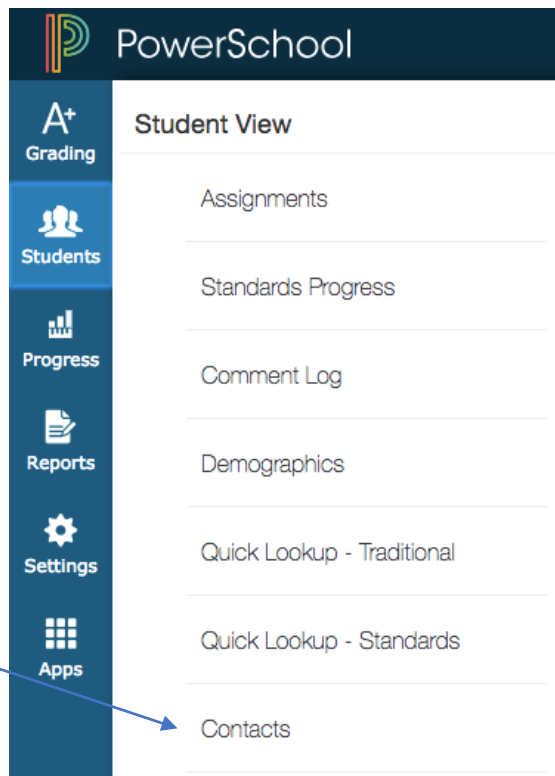 PowerSchool
A+
Grading
Students
Progress
Reports
Settings
Apps
Student View
Assignments
Standards Progress
Comment Log
Demographics
Quick Lookup - Traditional
Quick Lookup - Standards
Contacts